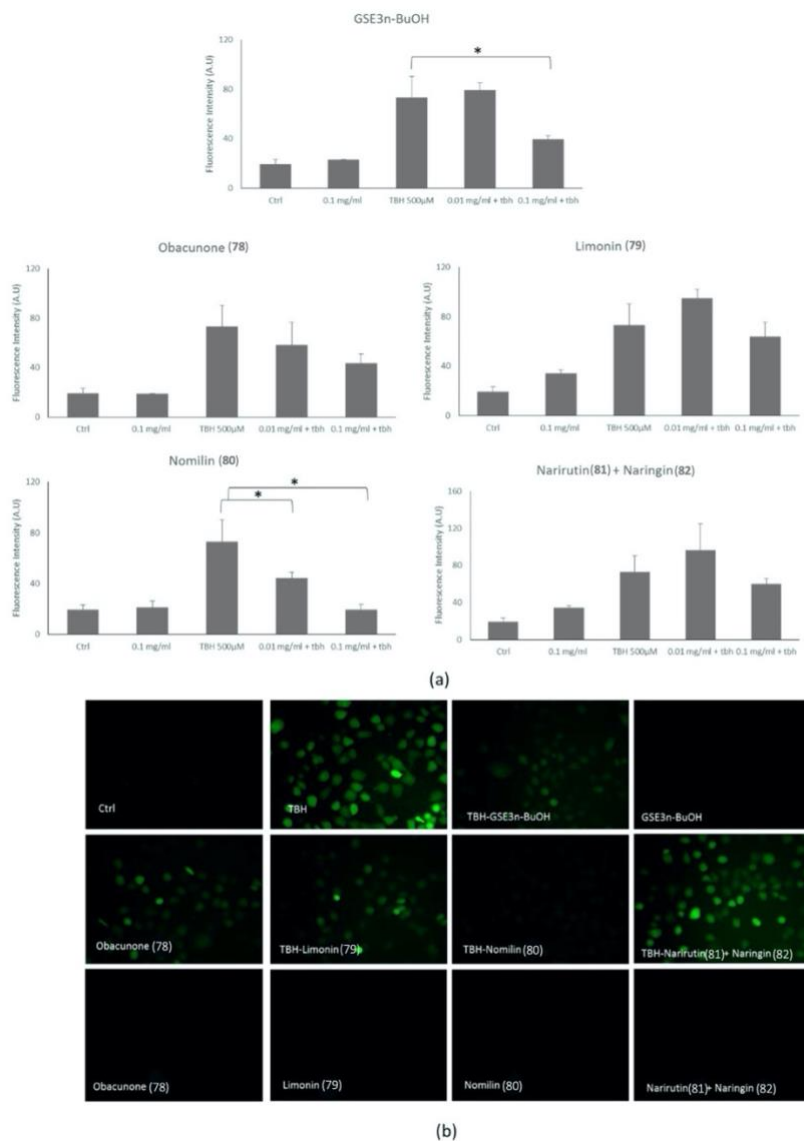 GSE3n-BuOH
Fluorescence Intensity (A.U)
120
80
40
0
*
Ctrl 0.1 mg/ml TBH 500µM 0.01 mg/ml + tbh 0.1 mg/ml + tbh
Obacunone (78)
Fluorescence Intensity (A.U)
120
80
40
0
Ctrl 0.1 mg/ml TBH 500µM 0.01 mg/ml + tbh 0.1 mg/ml + tbh
Limonin (79)
Fluorescence Intensity (A.U)
120
80
40
0
Ctrl 0.1 mg/ml TBH 500µM 0.01 mg/ml + tbh 0.1 mg/ml + tbh
Nomilin (80)
Fluorescence Intensity (A.U)
120
80
40
0
* *
Ctrl 0.1 mg/ml TBH 500µM 0.01 mg/ml + tbh 0.1 mg/ml + tbh
Narirutin(81) + Naringin(82)
Fluorescence Intensity (A.U)
160
120
80
40
0
Ctrl 0.1 mg/ml TBH 500µM 0.01 mg/ml + tbh 0.1 mg/ml + tbh
(a)
Ctrl TBH TBH-GSE3n-BuOH GSE3n-BuOH
Obacunone (78) TBH-Limonin (79) TBH-Nomilin (80) TBH-Narirutin(81)+ Naringin (82)
Obacunone (78) Limonin (79) Nomilin (80) Narirutin(81)+ Naringin (82)
(b)